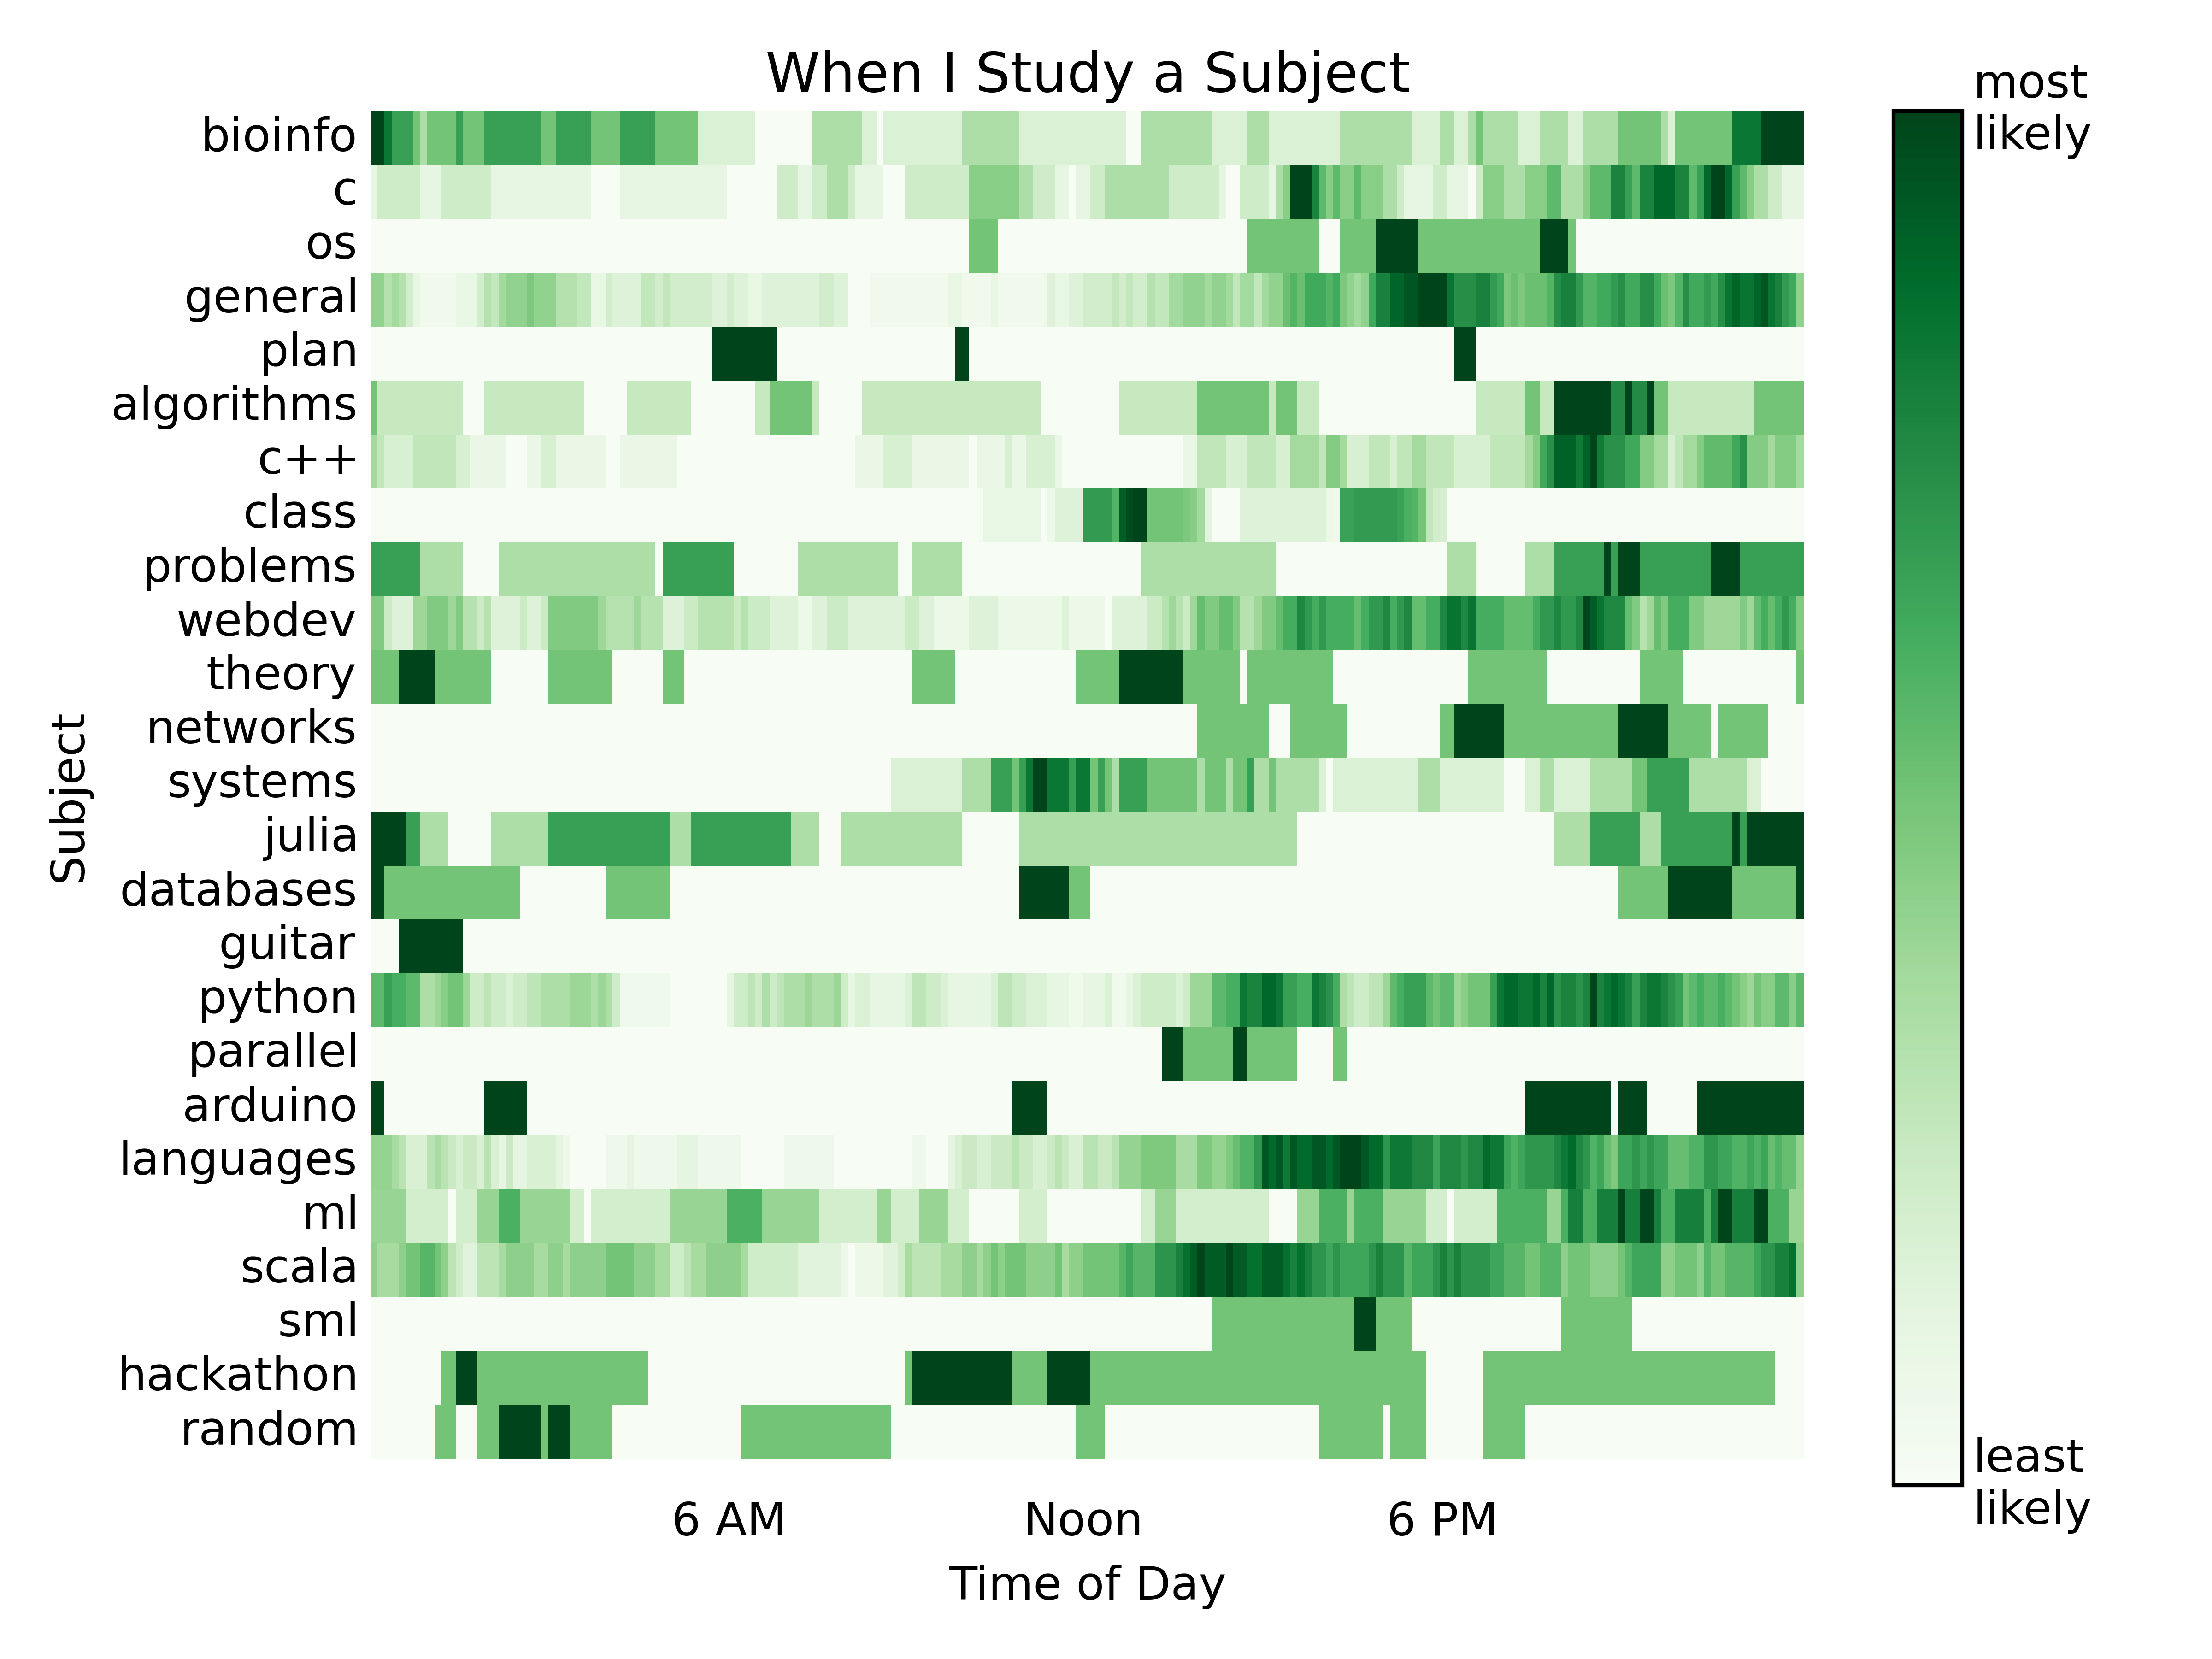 When I Study a Subject
most
likely
bioinfo
c
os
general
plan
algorithms
c++
class
problems
webdev
theory
networks
systems
julia
databases
guitar
python
parallel
arduino
languages
ml
scala
sml
hackathon
random
Subject
least
likely
6 AM
Noon
6 PM
Time of Day